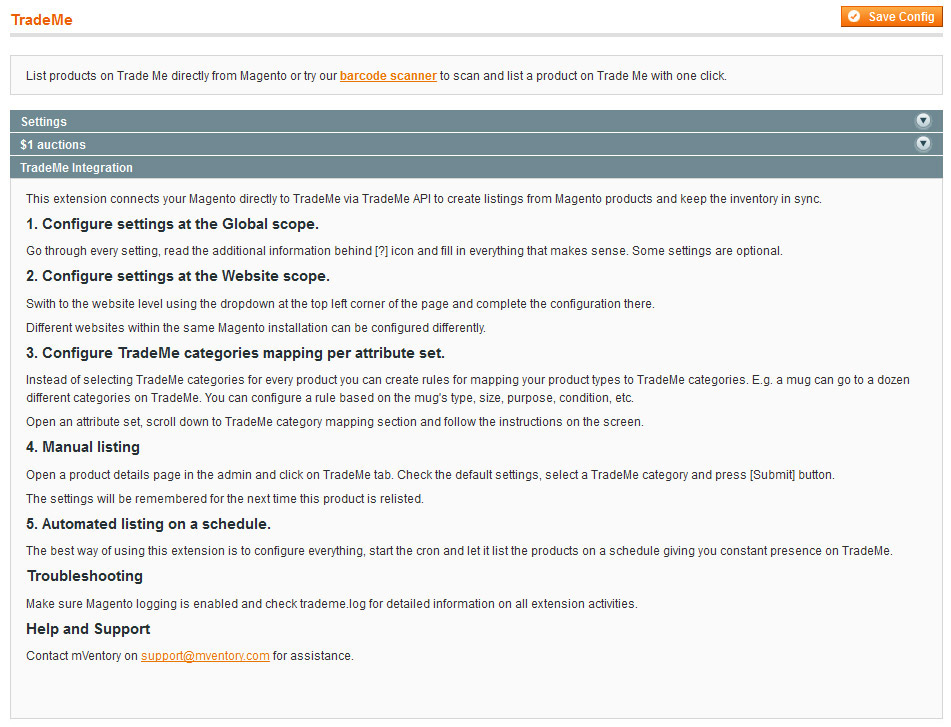 TradeMe
Save Config
List products on Trade Me directly from Magento or try our barcode scanner to scan and list a product on Trade Me with one click.
Settings
$1 auctions
TradeMe Integration
This extension connects your Magento directly to TradeMe via TradeMe API to create listings from Magento products and keep the inventory in sync.
1. Configure settings at the Global scope.
Go through every setting, read the additional information behind [?] icon and fill in everything that makes sense. Some settings are optional.
2. Configure settings at the Website scope.
Swith to the website level using the dropdown at the top left corner of the page and complete the configuration there.
Different websites within the same Magento installation can be configured differently.
3. Configure TradeMe categories mapping per attribute set.
Instead of selecting TradeMe categories for every product you can create rules for mapping your product types to TradeMe categories. E.g. a mug can go to a dozen
different categories on TradeMe. You can configure a rule based on the mug's type, size, purpose, condition, etc.
Open an attribute set, scroll down to TradeMe category mapping section and follow the instructions on the screen.
4. Manual listing
Open a product details page in the admin and click on TradeMe tab. Check the default settings, select a TradeMe category and press [Submit] button.
The settings will be remembered for the next time this product is relisted.
5. Automated listing on a schedule.
The best way of using this extension is to configure everything, start the cron and let it list the products on a schedule giving you constant presence on TradeMe.
Troubleshooting
Make sure Magento logging is enabled and check trademe.log for detailed information on all extension activities.
Help and Support
Contact mVentory on support@mventory.com for assistance.